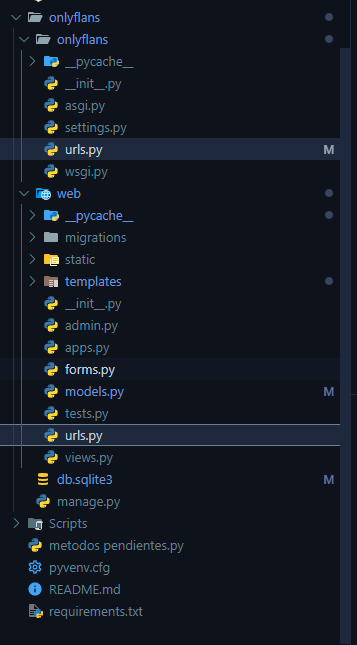 onlyflans
onlyflans
__pycache__
__init__.py
asgi.py
settings.py
urls.py M
wsgi.py
web
__pycache__
migrations
static
templates
__init__.py
admin.py
apps.py
forms.py
models.py M
tests.py
urls.py
views.py
db.sqlite3 M
manage.py
Scripts
metodos pendientes.py
pyvenv.cfg
README.md
requirements.txt